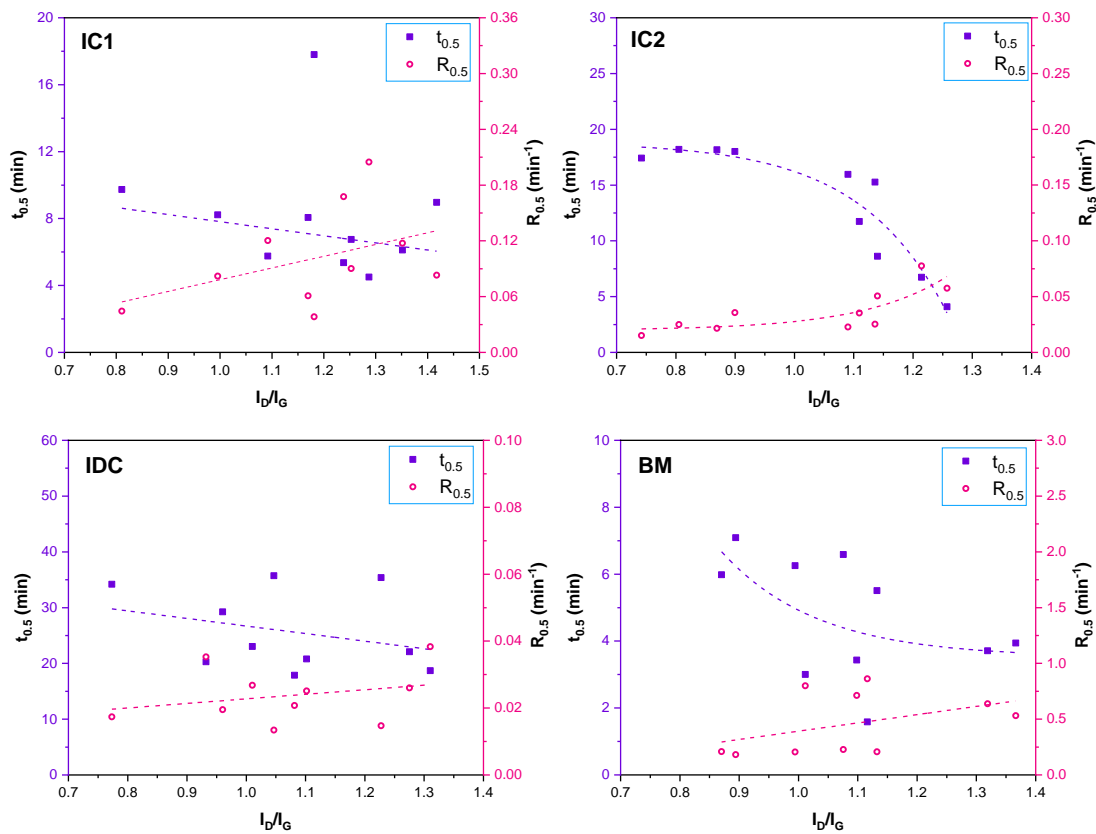 IC1
t0.5
R0.5
20
16
12
8
4
0
t0.5 (min)
0.36
0.30
0.24
0.18
0.12
0.06
0.00
R0.5 (min-1)
0.7 0.8 0.9 1.0 1.1 1.2 1.3 1.4 1.5
ID/IG
IC2
t0.5
R0.5
30
25
20
15
10
5
0
t0.5 (min)
0.30
0.25
0.20
0.15
0.10
0.05
0.00
R0.5 (min-1)
0.7 0.8 0.9 1.0 1.1 1.2 1.3 1.4
ID/IG
IDC
t0.5
R0.5
60
50
40
30
20
10
0
t0.5 (min)
0.10
0.08
0.06
0.04
0.02
0.00
R0.5 (min-1)
0.7 0.8 0.9 1.0 1.1 1.2 1.3 1.4
ID/IG
BM
t0.5
R0.5
10
8
6
4
2
0
t0.5 (min)
3.0
2.5
2.0
1.5
1.0
0.5
0.0
R0.5 (min-1)
0.7 0.8 0.9 1.0 1.1 1.2 1.3 1.4
ID/IG